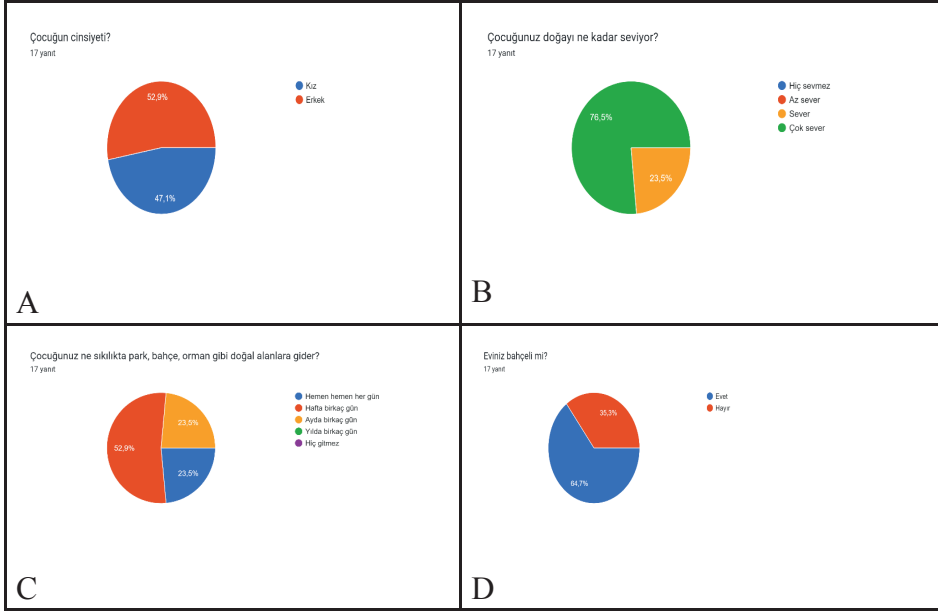 Çocuğun cinsiyeti?
17 yanıt
52,9%
47,1%
Kız
Erkek
A
Çocuğunuz doğayı ne kadar seviyor?
17 yanıt
76,5%
23,5%
Hiç sevmez
Az sever
Sever
Çok sever
B
Çocuğunuz ne sıkılıkta park, bahçe, orman gibi doğal alanlara gider?
17 yanıt
23,5%
52,9%
23,5%
Hemen hemen her gün
Hafta birkaç gün
Ayda birkaç gün
Yılda birkaç gün
Hiç gitmez
C
Eviniz bahçeli mi?
17 yanıt
35,3%
64,7%
Evet
Hayır
D